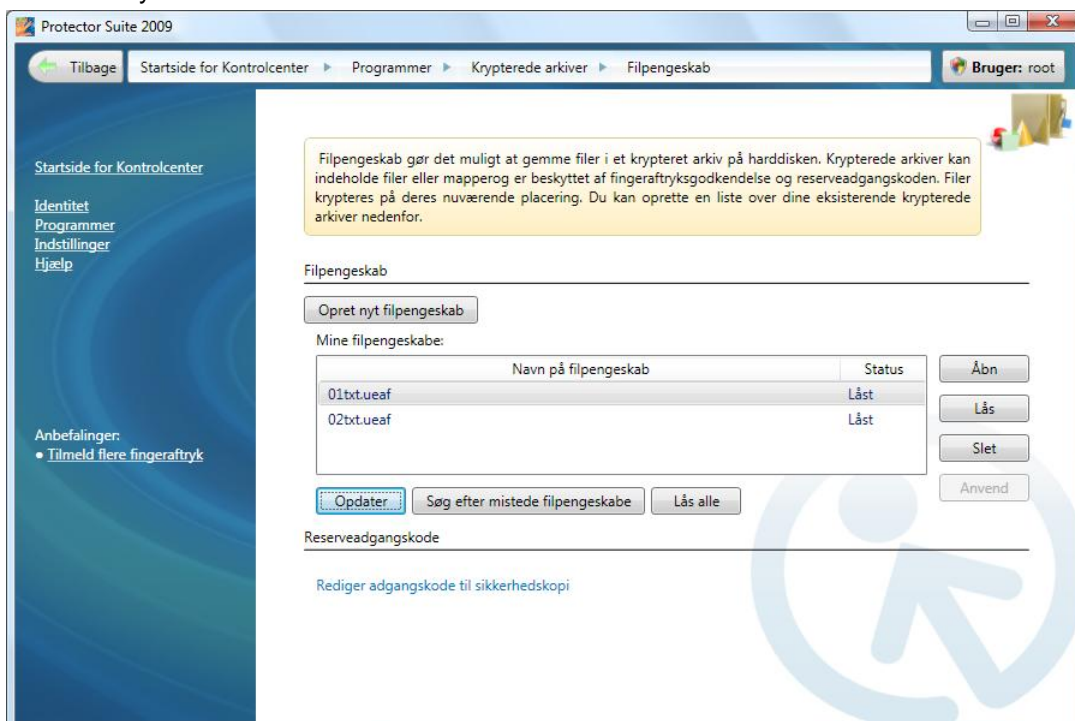 Protector Suite 2009
Tilbage Startside for Kontrolcenter Programmer Krypterede arkiver Filpengeskab Bruger: root
Startside for Kontrolcenter
Identitet
Programmer
Indstillinger
Hjælp
Anbefalinger:
• Tilmeld flere fingeraftryk
Filpengeskab gør det muligt at gemme filer i et krypteret arkiv på harddisken. Krypterede arkiver kan
indeholde filer eller mapperog er beskyttet af fingeraftryksgodkendelse og reserveadgangskoden. Filer
krypteres på deres nuværende placering. Du kan oprette en liste over dine eksisterende krypterede
arkiver nedenfor.
Filpengeskab
Opret nyt filpengeskab
Mine filpengeskabe:
Navn på filpengeskab Status
01txt.ueaf Låst
02txt.ueaf Låst
Åbn
Lås
Slet
Anvend
Opdater Søg efter mistede filpengeskabe Lås alle
Reserveadgangskode
Rediger adgangskode til sikkerhedskopi